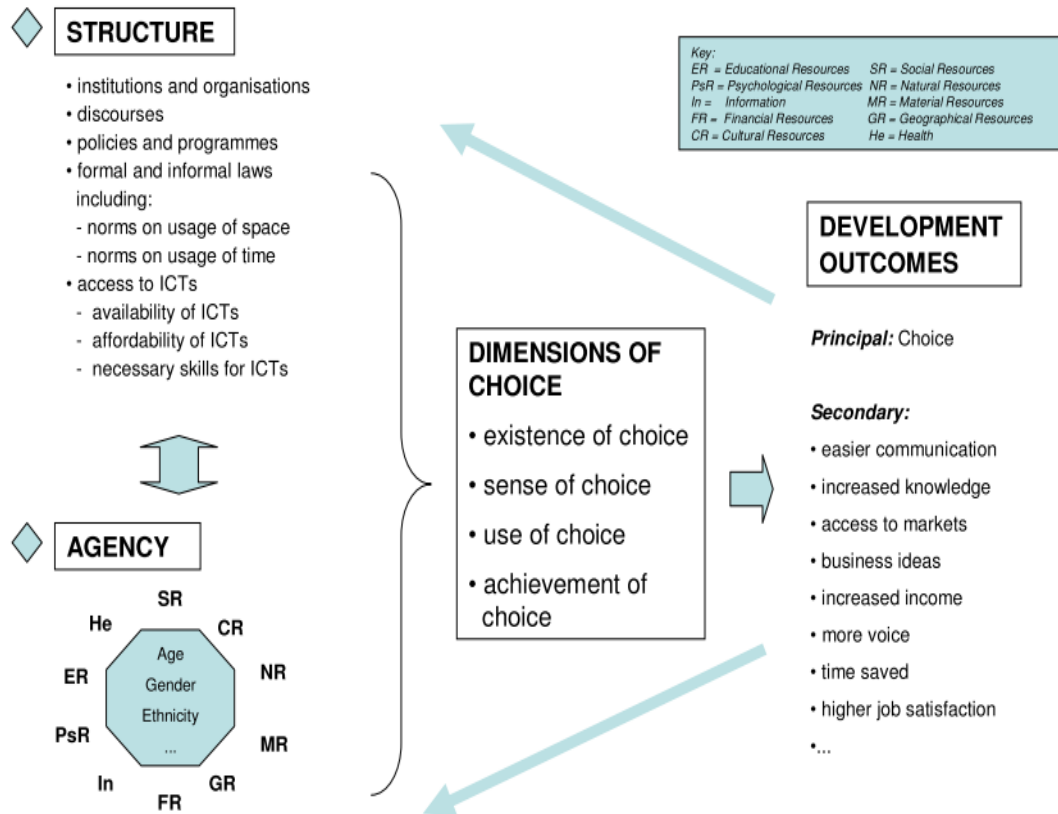 STRUCTURE
• institutions and organisations
• discourses
• policies and programmes
• formal and informal laws
including:
- norms on usage of space
- norms on usage of time
• access to ICTs
- availability of ICTs
- affordability of ICTs
- necessary skills for ICTs
AGENCY
SR
He
CR
ER
NR
PsR
MR
In
GR
FR
Age
Gender
Ethnicity
...
DIMENSIONS OF
CHOICE
• existence of choice
• sense of choice
• use of choice
• achievement of
choice
Key:
ER = Educational Resources SR = Social Resources
PsR = Psychological Resources NR = Natural Resources
In = Information MR = Material Resources
FR = Financial Resources GR = Geographical Resources
CR = Cultural Resources He = Health
DEVELOPMENT
OUTCOMES
Principal: Choice
Secondary:
• easier communication
• increased knowledge
• access to markets
• business ideas
• increased income
• more voice
• time saved
• higher job satisfaction
•...